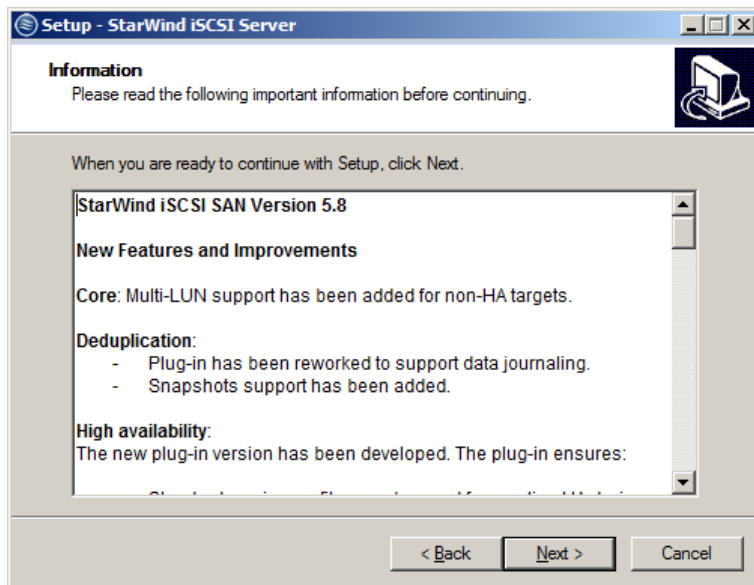 Setup - StarWind iSCSI Server
Information
Please read the following important information before continuing.
When you are ready to continue with Setup, click Next.
StarWind iSCSI SAN Version 5.8
New Features and Improvements
Core: Multi-LUN support has been added for non-HA targets.
Deduplication:
- Plug-in has been reworked to support data journaling.
- Snapshots support has been added.
High availability:
The new plug-in version has been developed. The plug-in ensures:
< Back
Next >
Cancel